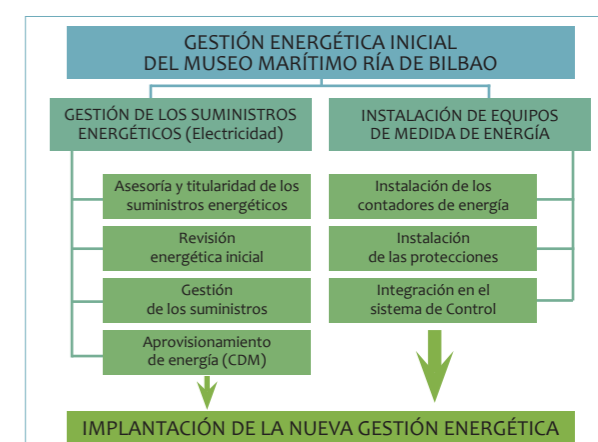 GESTIÓN ENERGÉTICA INICIAL
DEL MUSEO MARÍTIMO RÍA DE BILBAO
GESTIÓN DE LOS SUMINISTROS
ENERGÉTICOS (Electricidad)
Asesoría y titularidad de los
suministros energéticos
Revisión
energética inicial
Gestión
de los suministros
Aprovisionamiento
de energía (CDM)
INSTALACIÓN DE EQUIPOS
DE MEDIDA DE ENERGÍA
Instalación de los
contadores de energía
Instalación
de las protecciones
Integración en el
sistema de Control
IMPLANTACIÓN DE LA NUEVA GESTIÓN ENERGÉTICA